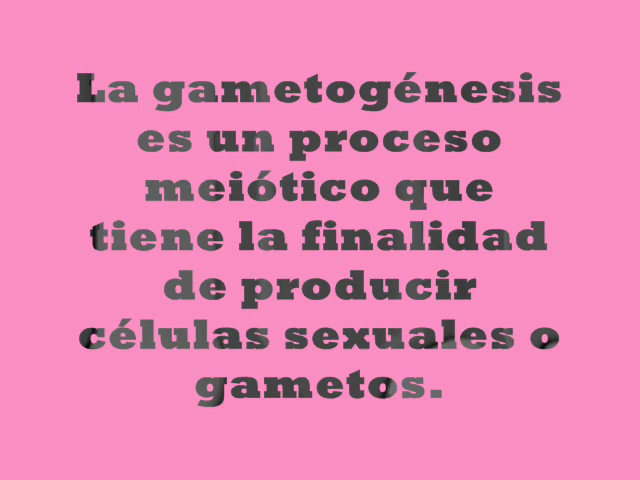 La gametogénesis
es un proceso
meiótico que
tiene la finalidad
de producir
células sexuales o
gametos.